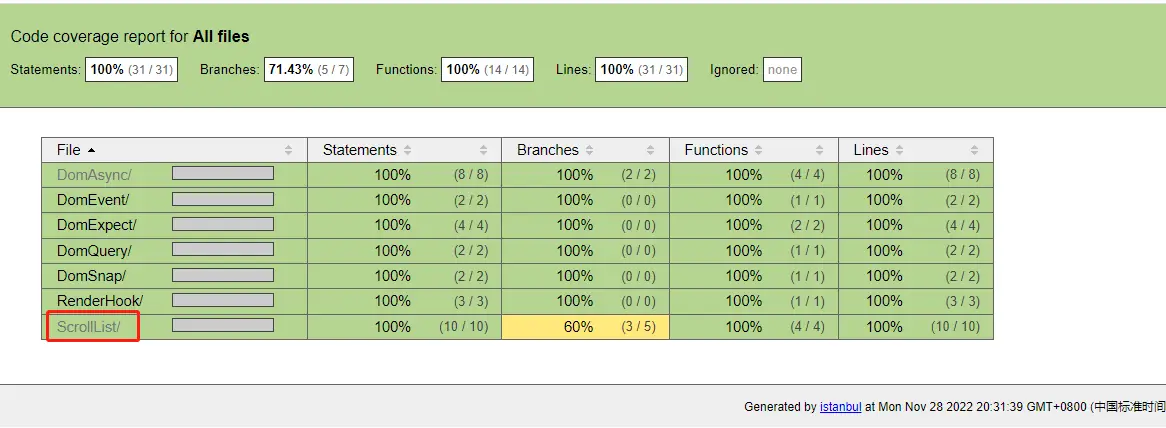 Code coverage report for All files
Statements: 100% (31 / 31) Branches: 71.43% (5 / 7) Functions: 100% (14 / 14) Lines: 100% (31 / 31) Ignored: none
File Statements Branches Functions Lines
DomAsync/ 100% (8 / 8) 100% (2 / 2) 100% (4 / 4) 100% (8 / 8)
DomEvent/ 100% (2 / 2) 100% (0 / 0) 100% (1 / 1) 100% (2 / 2)
DomExpect/ 100% (4 / 4) 100% (0 / 0) 100% (2 / 2) 100% (4 / 4)
DomQuery/ 100% (2 / 2) 100% (0 / 0) 100% (1 / 1) 100% (2 / 2)
DomSnap/ 100% (2 / 2) 100% (0 / 0) 100% (1 / 1) 100% (2 / 2)
RenderHook/ 100% (3 / 3) 100% (0 / 0) 100% (1 / 1) 100% (3 / 3)
ScrollList/ 100% (10 / 10) 60% (3 / 5) 100% (4 / 4) 100% (10 / 10)
Generated by istanbul at Mon Nov 28 2022 20:31:39 GMT+0800 (中国标准时间